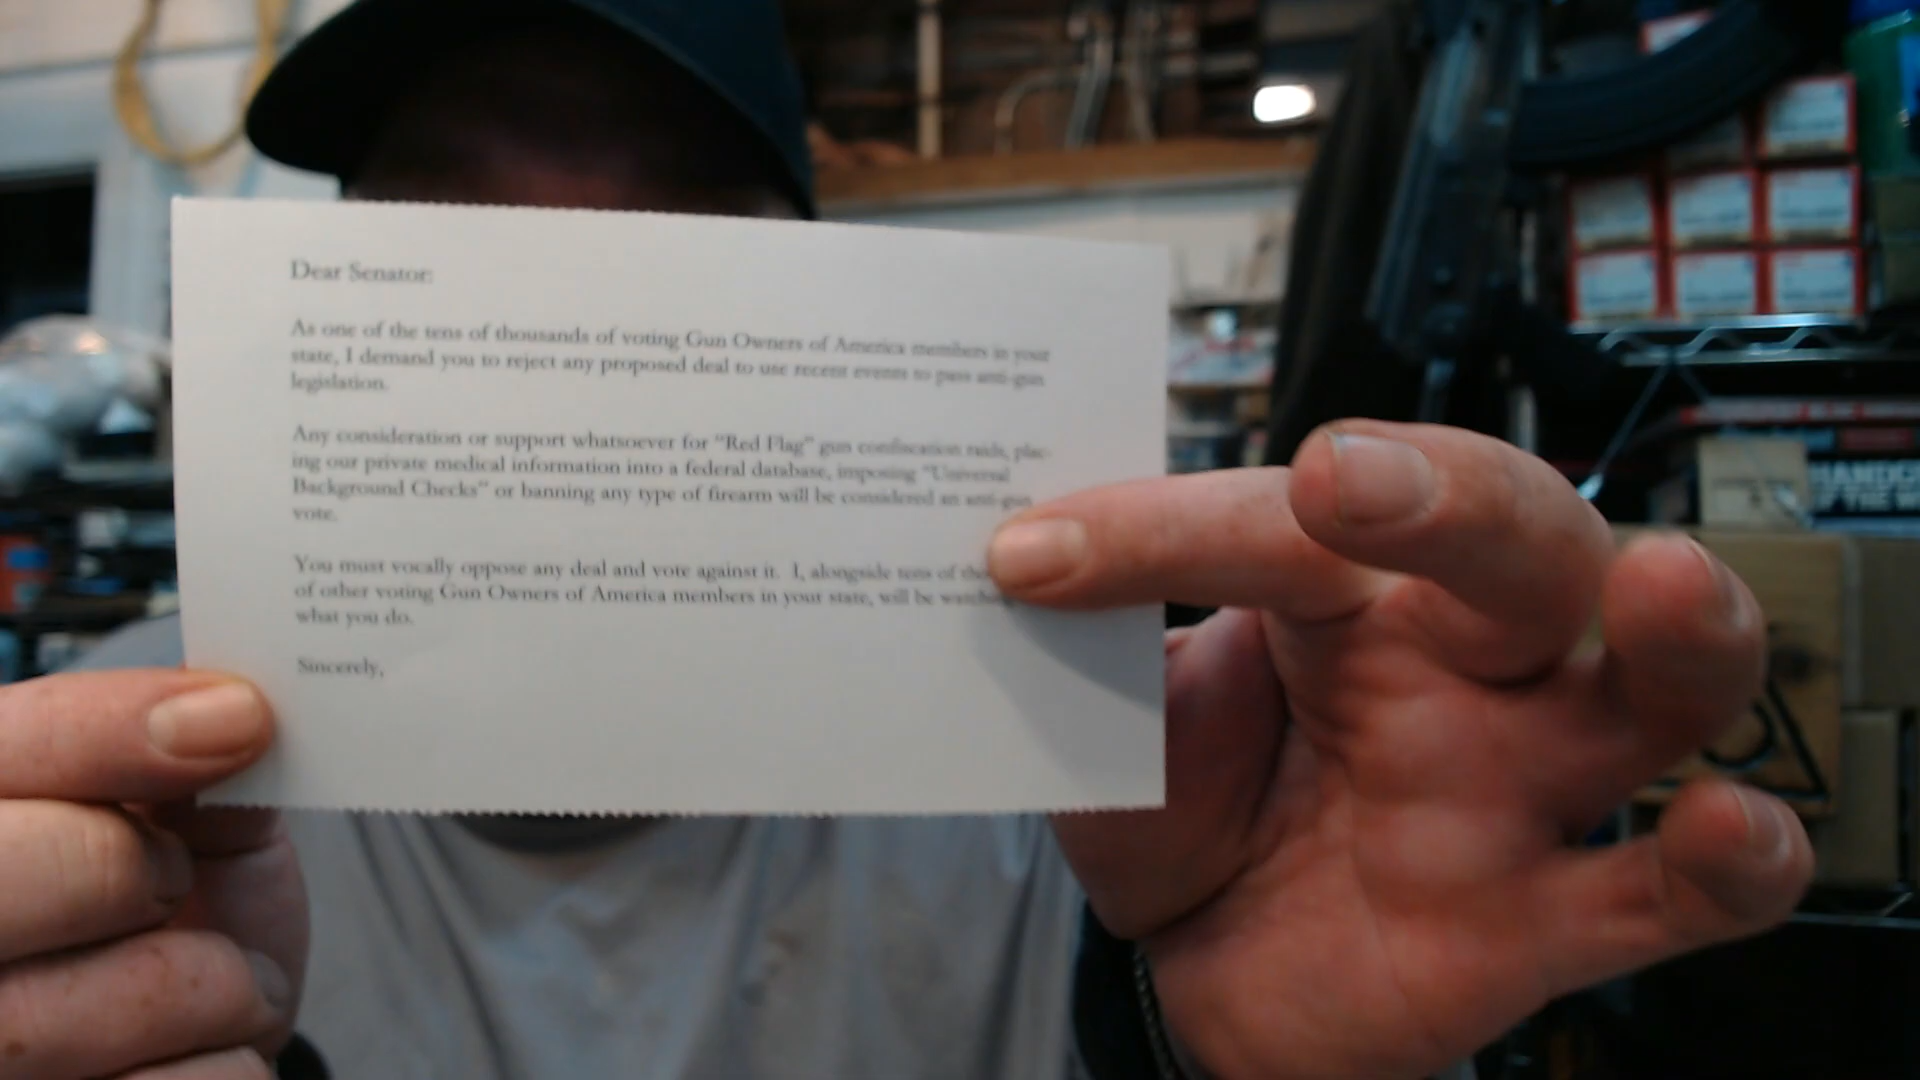 Dear Senator:
As one of the tens of thousands of voting Gun Owners of America members in your
state, I demand you to reject any proposed deal to use recent events to pass anti-gun
legislation.
Any consideration or support whatsoever for "Red Flag" gun confiscation raids, plac-
ing our private medical information into a federal database, imposing "Universal
Background Checks" or banning any type of firearm will be considered an anti-gun
vote.
You must vocally oppose any deal and vote against it. I, alongside tens of
of other voting Gun Owners of America members in your state, will be
what you do.
Sincerely,
HANDC
OF THE W